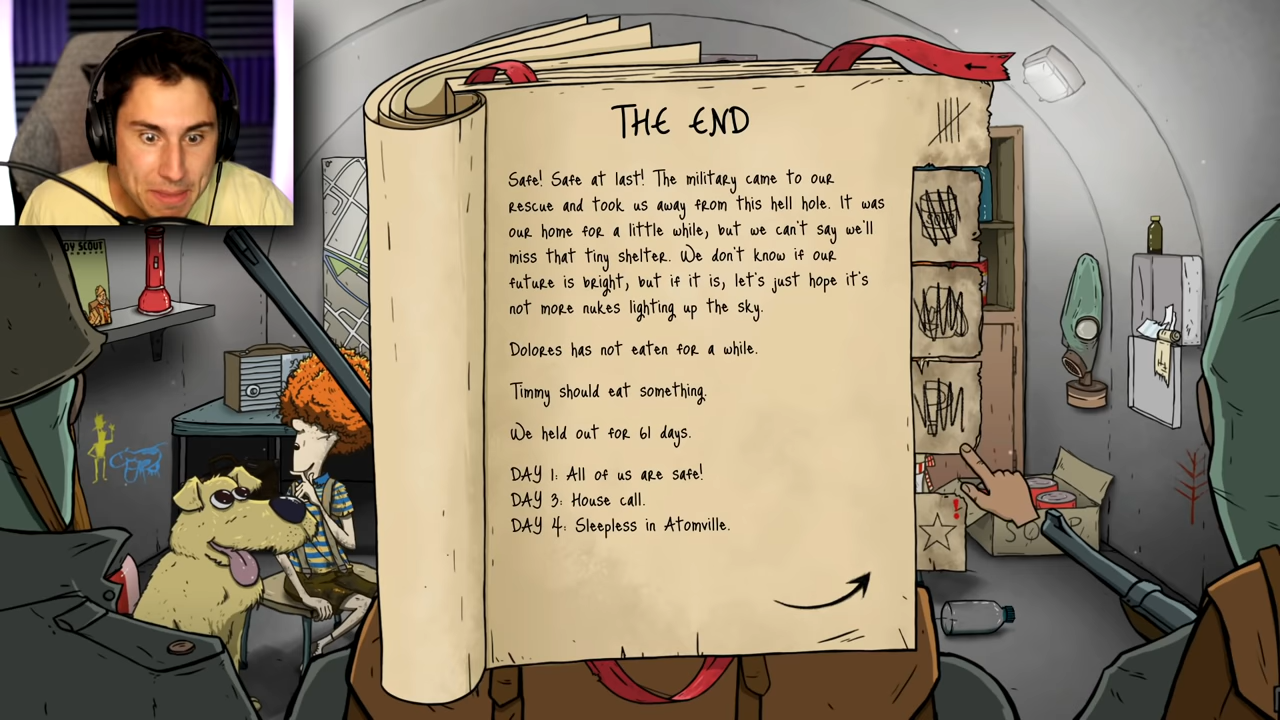 THE END
Safe! Safe at last! The military came to our
rescue and took us away from this hell hole. It was
our home for a little while, but we can't say we'll
miss that tiny shelter. We don't know if our
future is bright, but if it is, let's just hope it's
not more nukes lighting up the sky.
Dolores has not eaten for a while.
Timmy should eat something.
We held out for 61 days.
DAY 1: All of us are safe!
DAY 3: House call.
DAY 4: Sleepless in Atomville.
OY SCOUT